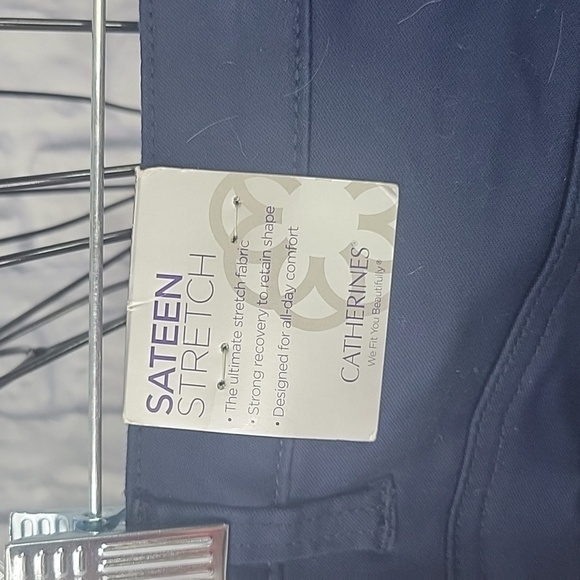 SATEEN
STRETCH
• The ultimate stretch fabric
• Strong recovery to retain shape
• Designed for all-day comfort
CATHERINES®
We Fit You Beautifully®